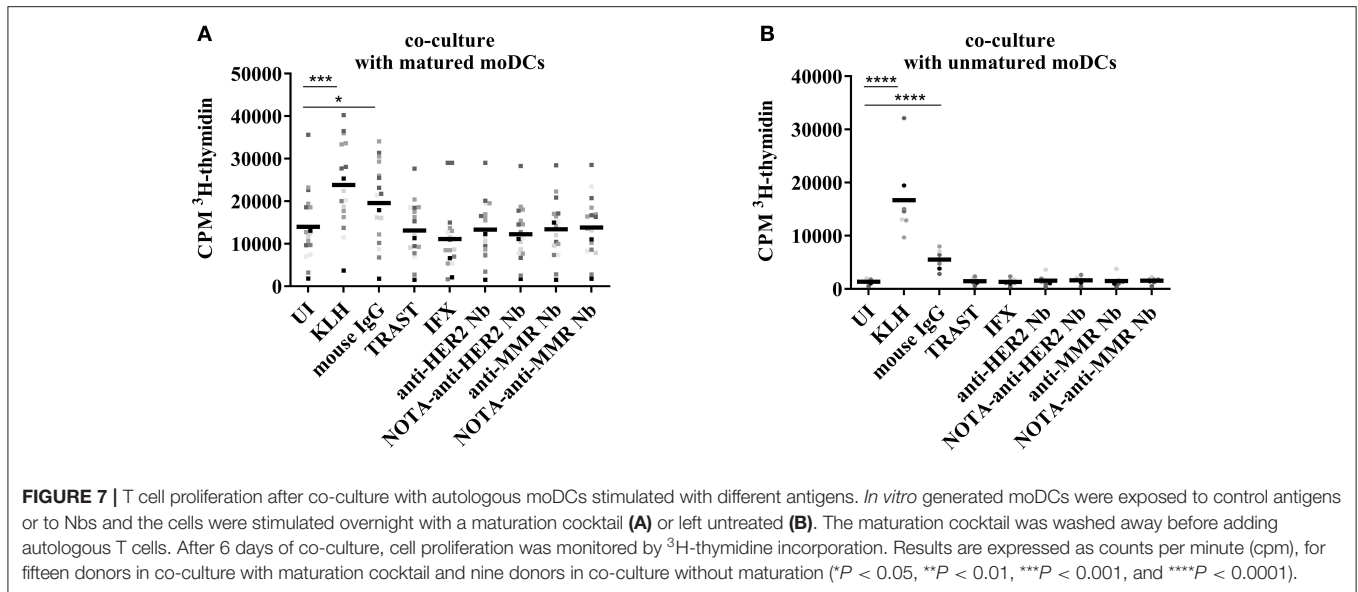 A
co-culture
with matured moDCs
CPM ³H-thymidin
50000
40000
30000
20000
10000
0
***
*
UI
KLH
mouse IgG
TRAST
IFX
anti-HER2 Nb
NOTA-anti-HER2 Nb
anti-MMR Nb
NOTA-anti-MMR Nb
B
co-culture
with unmatured moDCs
CPM ³H-thymidin
40000
30000
20000
10000
0
****
****
UI
KLH
mouse IgG
TRAST
IFX
anti-HER2 Nb
NOTA-anti-HER2 Nb
anti-MMR Nb
NOTA-anti-MMR Nb
FIGURE 7 | T cell proliferation after co-culture with autologous moDCs stimulated with different antigens. In vitro generated moDCs were exposed to control antigens
or to Nbs and the cells were stimulated overnight with a maturation cocktail (A) or left untreated (B). The maturation cocktail was washed away before adding
autologous T cells. After 6 days of co-culture, cell proliferation was monitored by ³H-thymidine incorporation. Results are expressed as counts per minute (cpm), for
fifteen donors in co-culture with maturation cocktail and nine donors in co-culture without maturation (*P < 0.05, **P < 0.01, ***P < 0.001, and ****P < 0.0001).